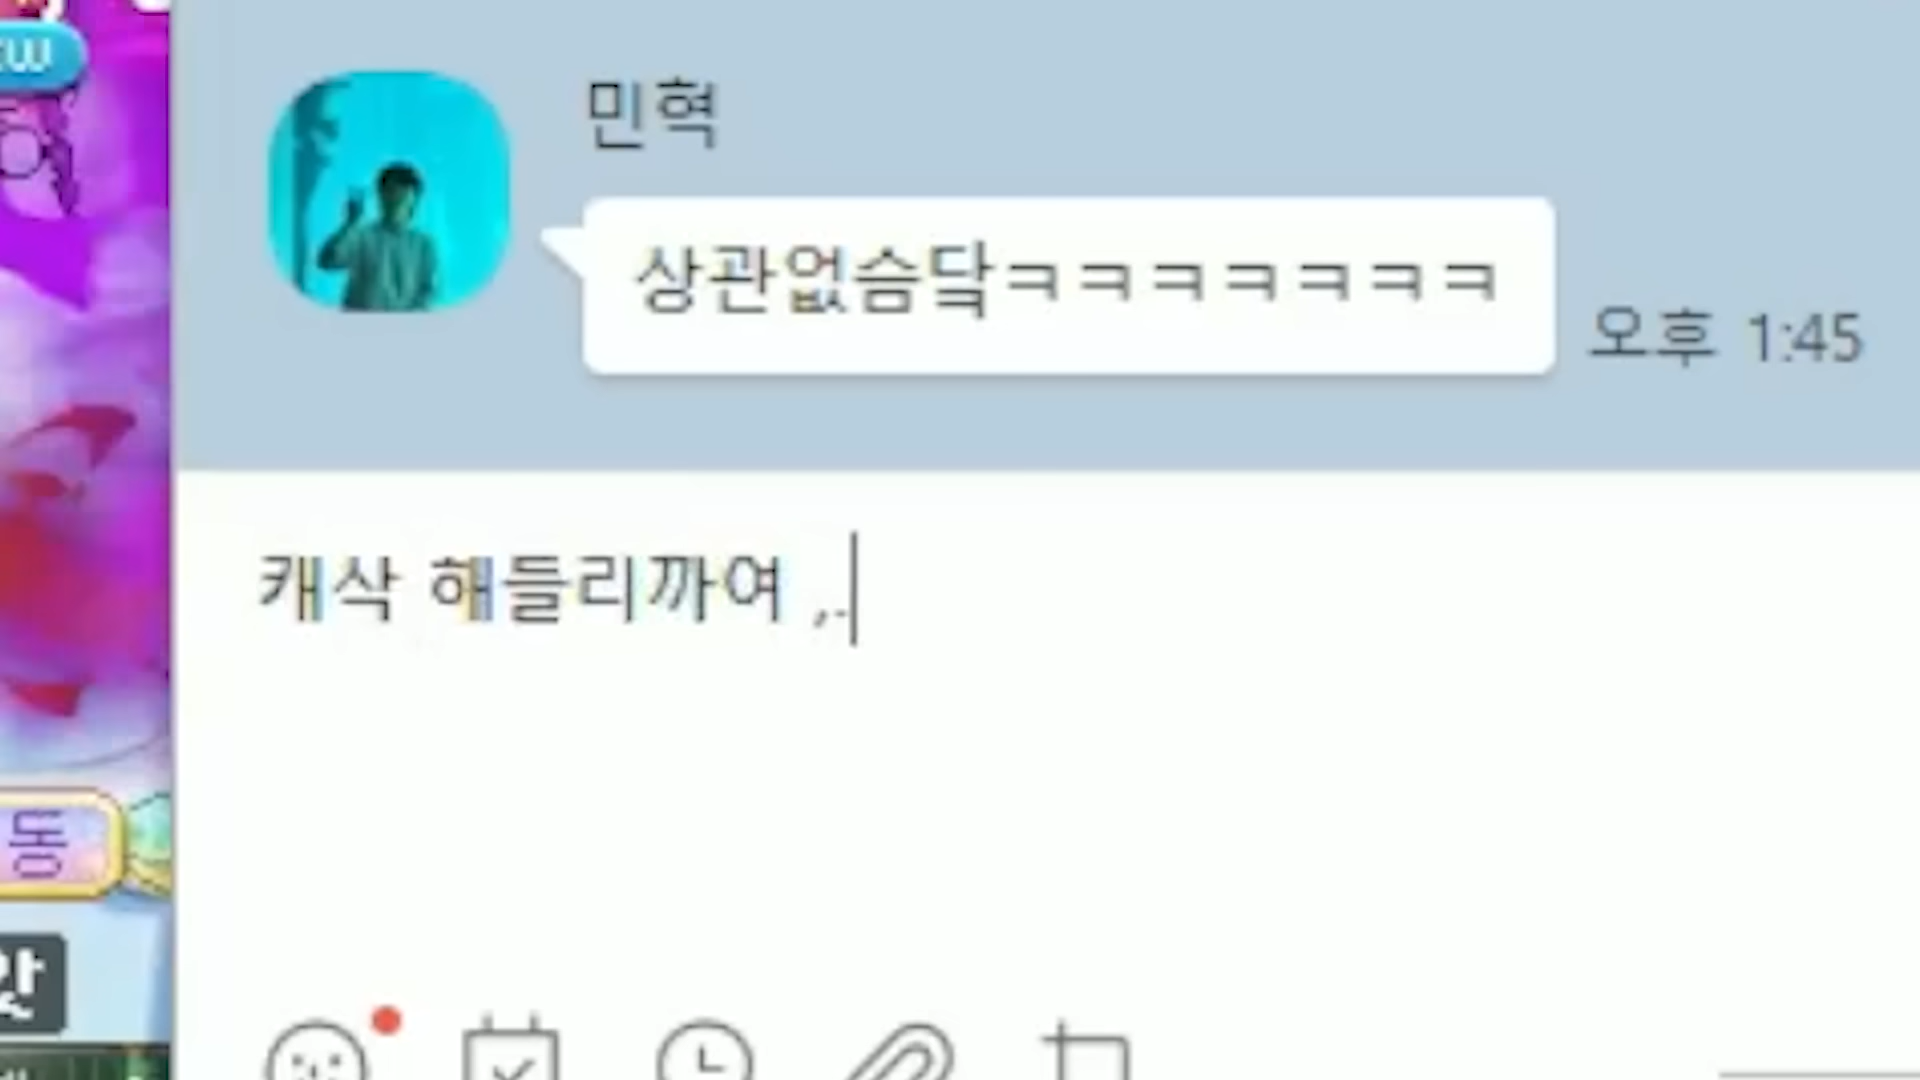 민혁
상관없슴닼ㅋㅋㅋㅋㅋㅋㅋ
오후 1:45
캐삭 해들리까여 ,.
동